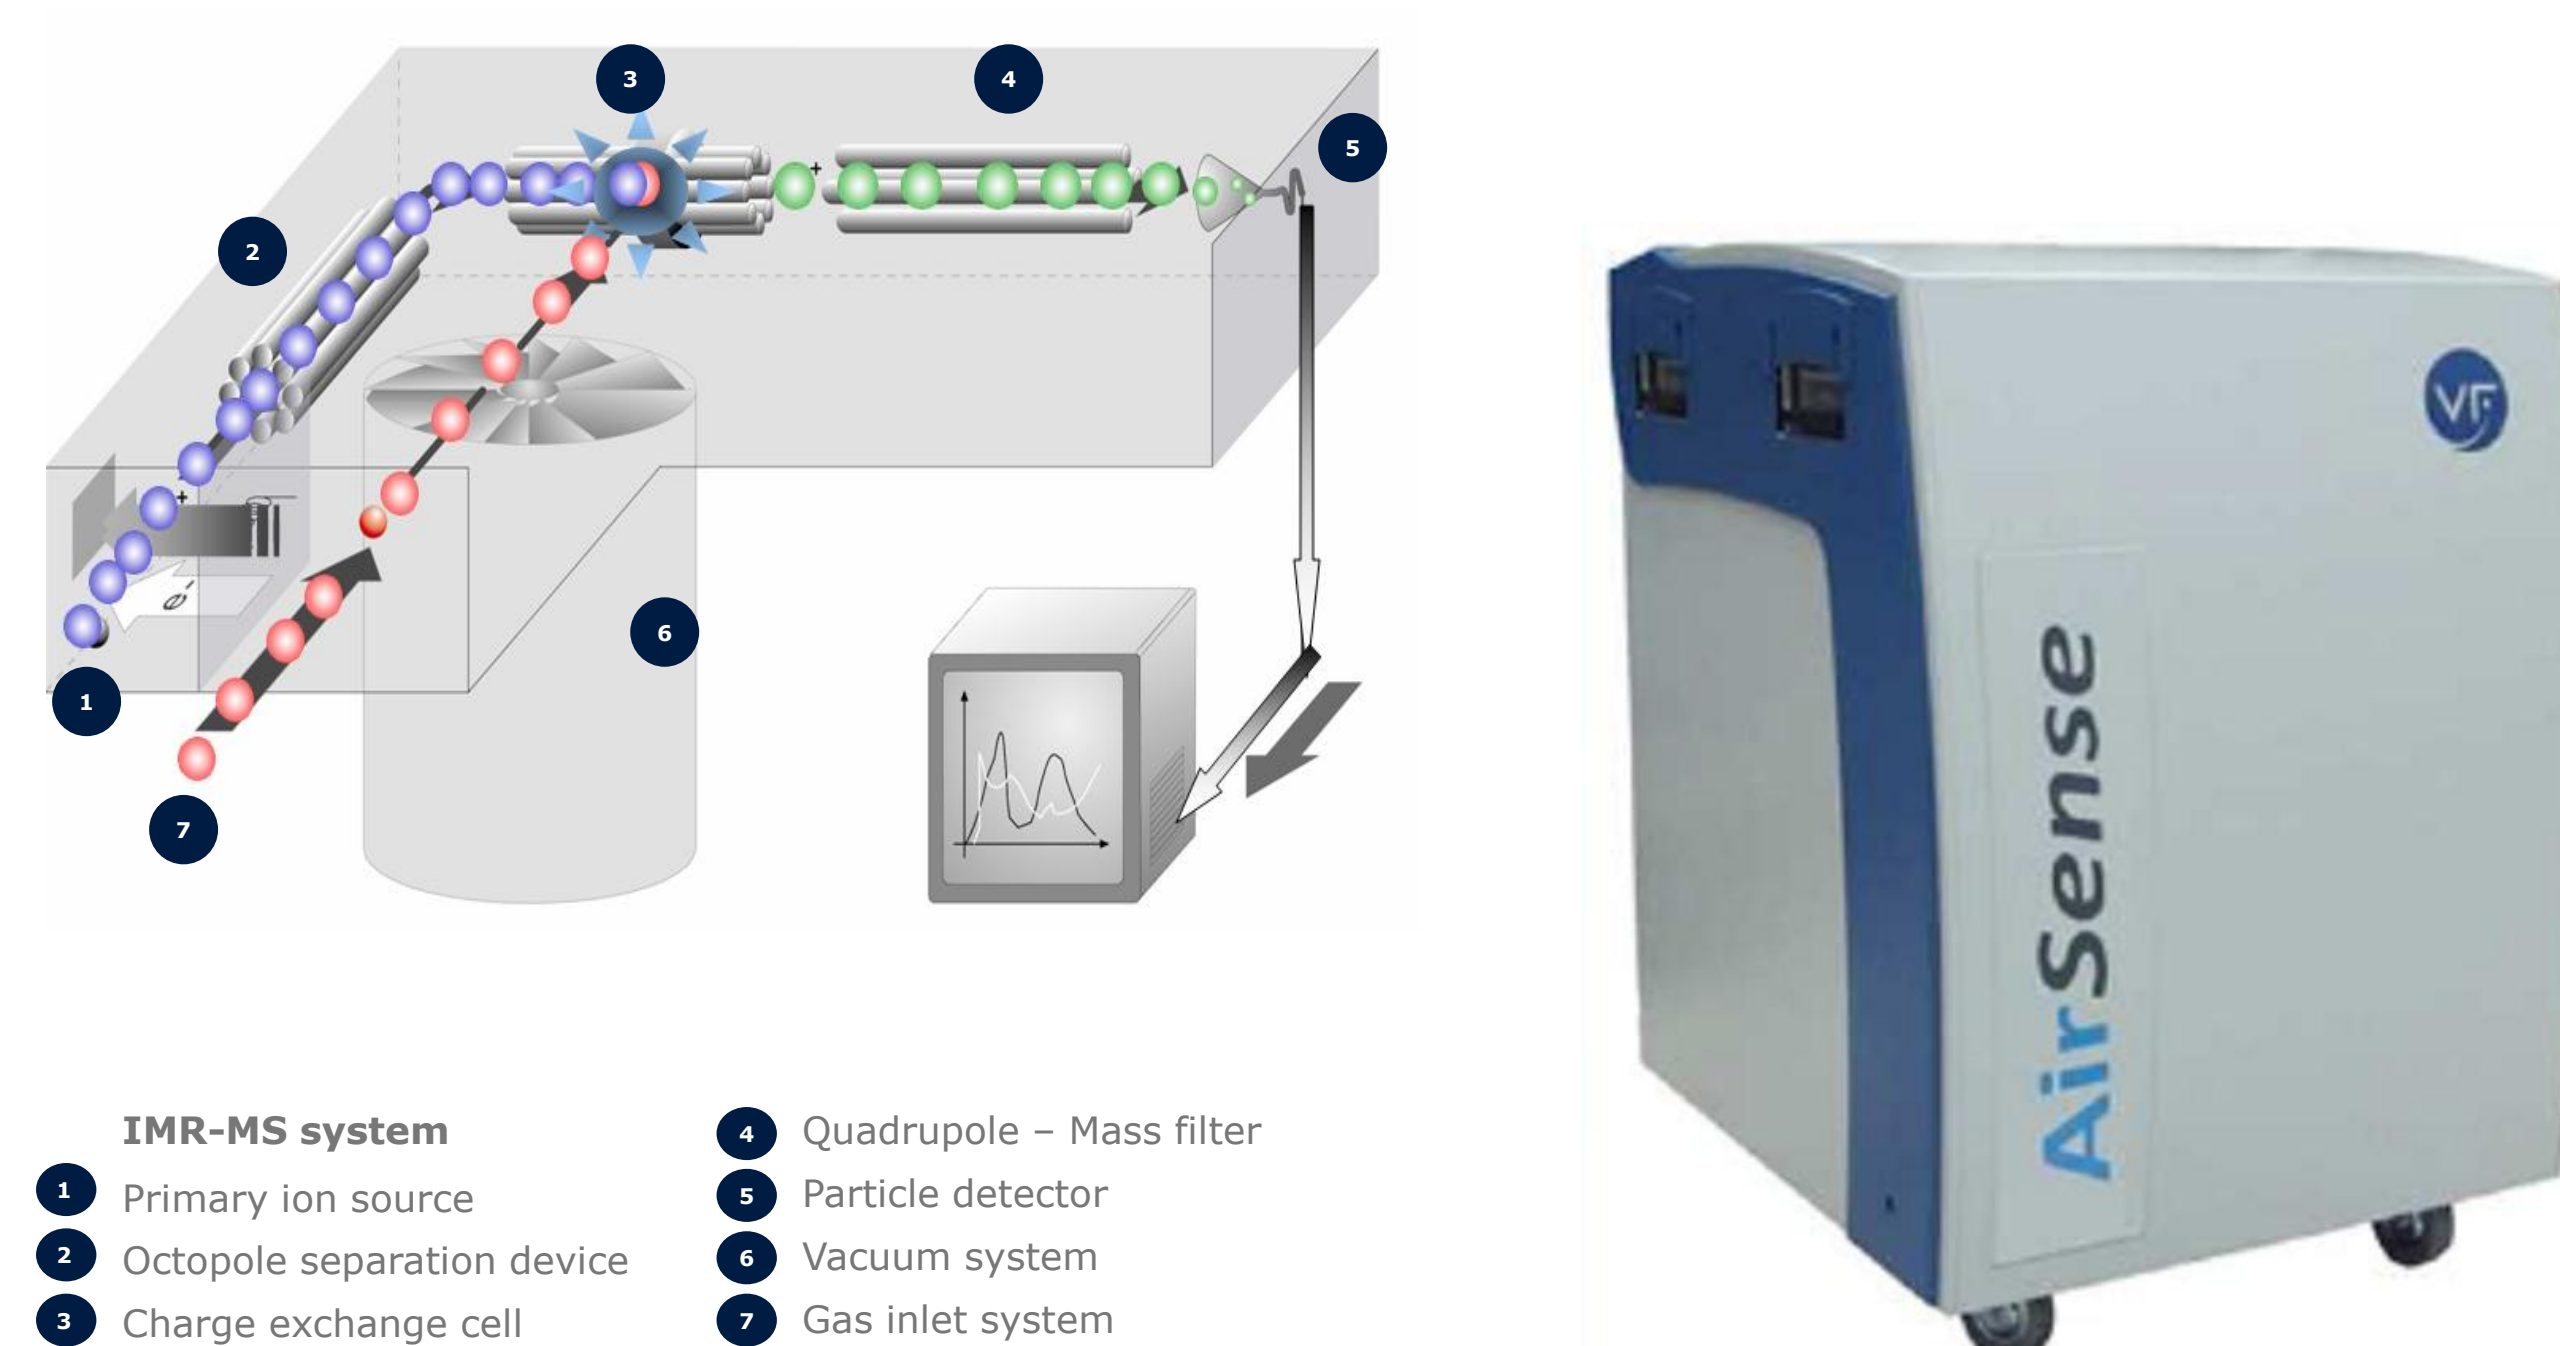 3
4
5
2
+
+
e-
6
1
7
VF
AirSense
IMR-MS system
1 Primary ion source
2 Octopole separation device
3 Charge exchange cell
4 Quadrupole – Mass filter
5 Particle detector
6 Vacuum system
7 Gas inlet system